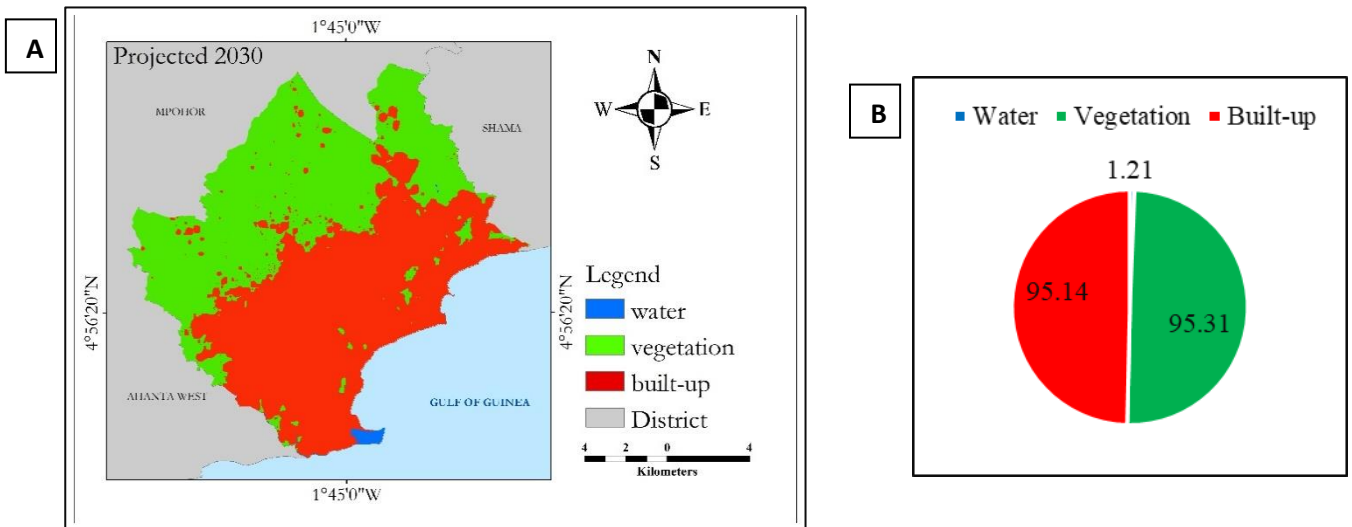 A
1°45'0"W
Projected 2030
MPOHOR
SHAMA
N
W
E
S
4°56'20"N
4°56'20"N
AHANTA WEST
GULF OF GUINEA
1°45'0"W
Legend
water
vegetation
built-up
District
4 2 0 4
Kilometers
B
Water Vegetation Built-up
1.21
95.14
95.31